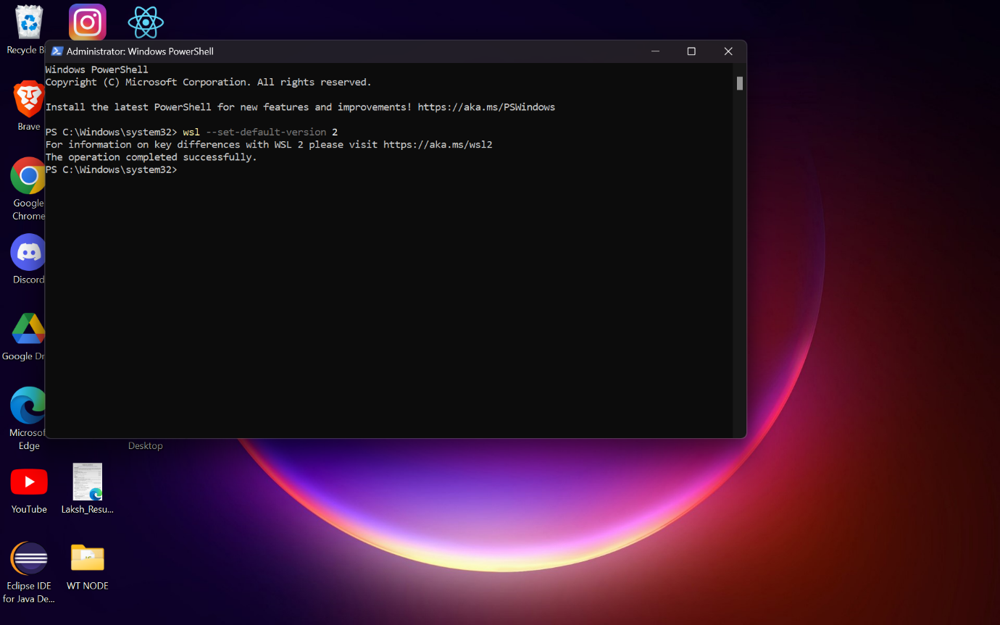 Recycle Bi
Administrator: Windows PowerShell
Windows PowerShell
Copyright (C) Microsoft Corporation. All rights reserved.
Install the latest PowerShell for new features and improvements! https://aka.ms/PSWindows
PS C:\Windows\system32> wsl --set-default-version 2
For information on key differences with WSL 2 please visit https://aka.ms/wsl2
The operation completed successfully.
PS C:\Windows\system32>
Brave
Google
Chrome
Discord
Google Dr
Microsof
Edge
Desktop
YouTube
Laksh_Resu...
Eclipse IDE
for Java De...
WT NODE